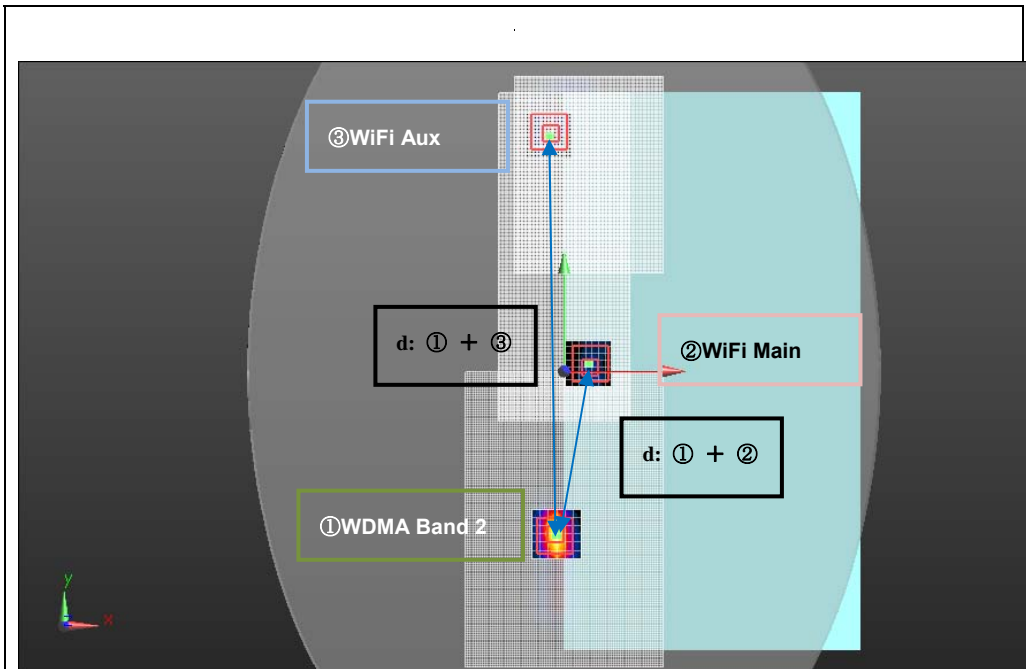 ③WiFi Aux
d: ① + ③
②WiFi Main
d: ① + ②
①WDMA Band 2
y
x